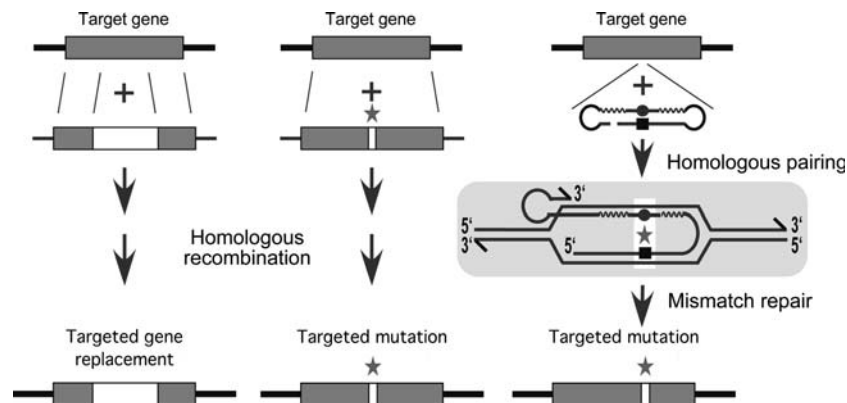 Target gene
Target gene
Target gene
+
+
+
Homologous pairing
3‘
5‘
3‘
3‘
5‘
5‘
Homologous
recombination
Mismatch repair
Targeted gene
replacement
Targeted mutation
Targeted mutation